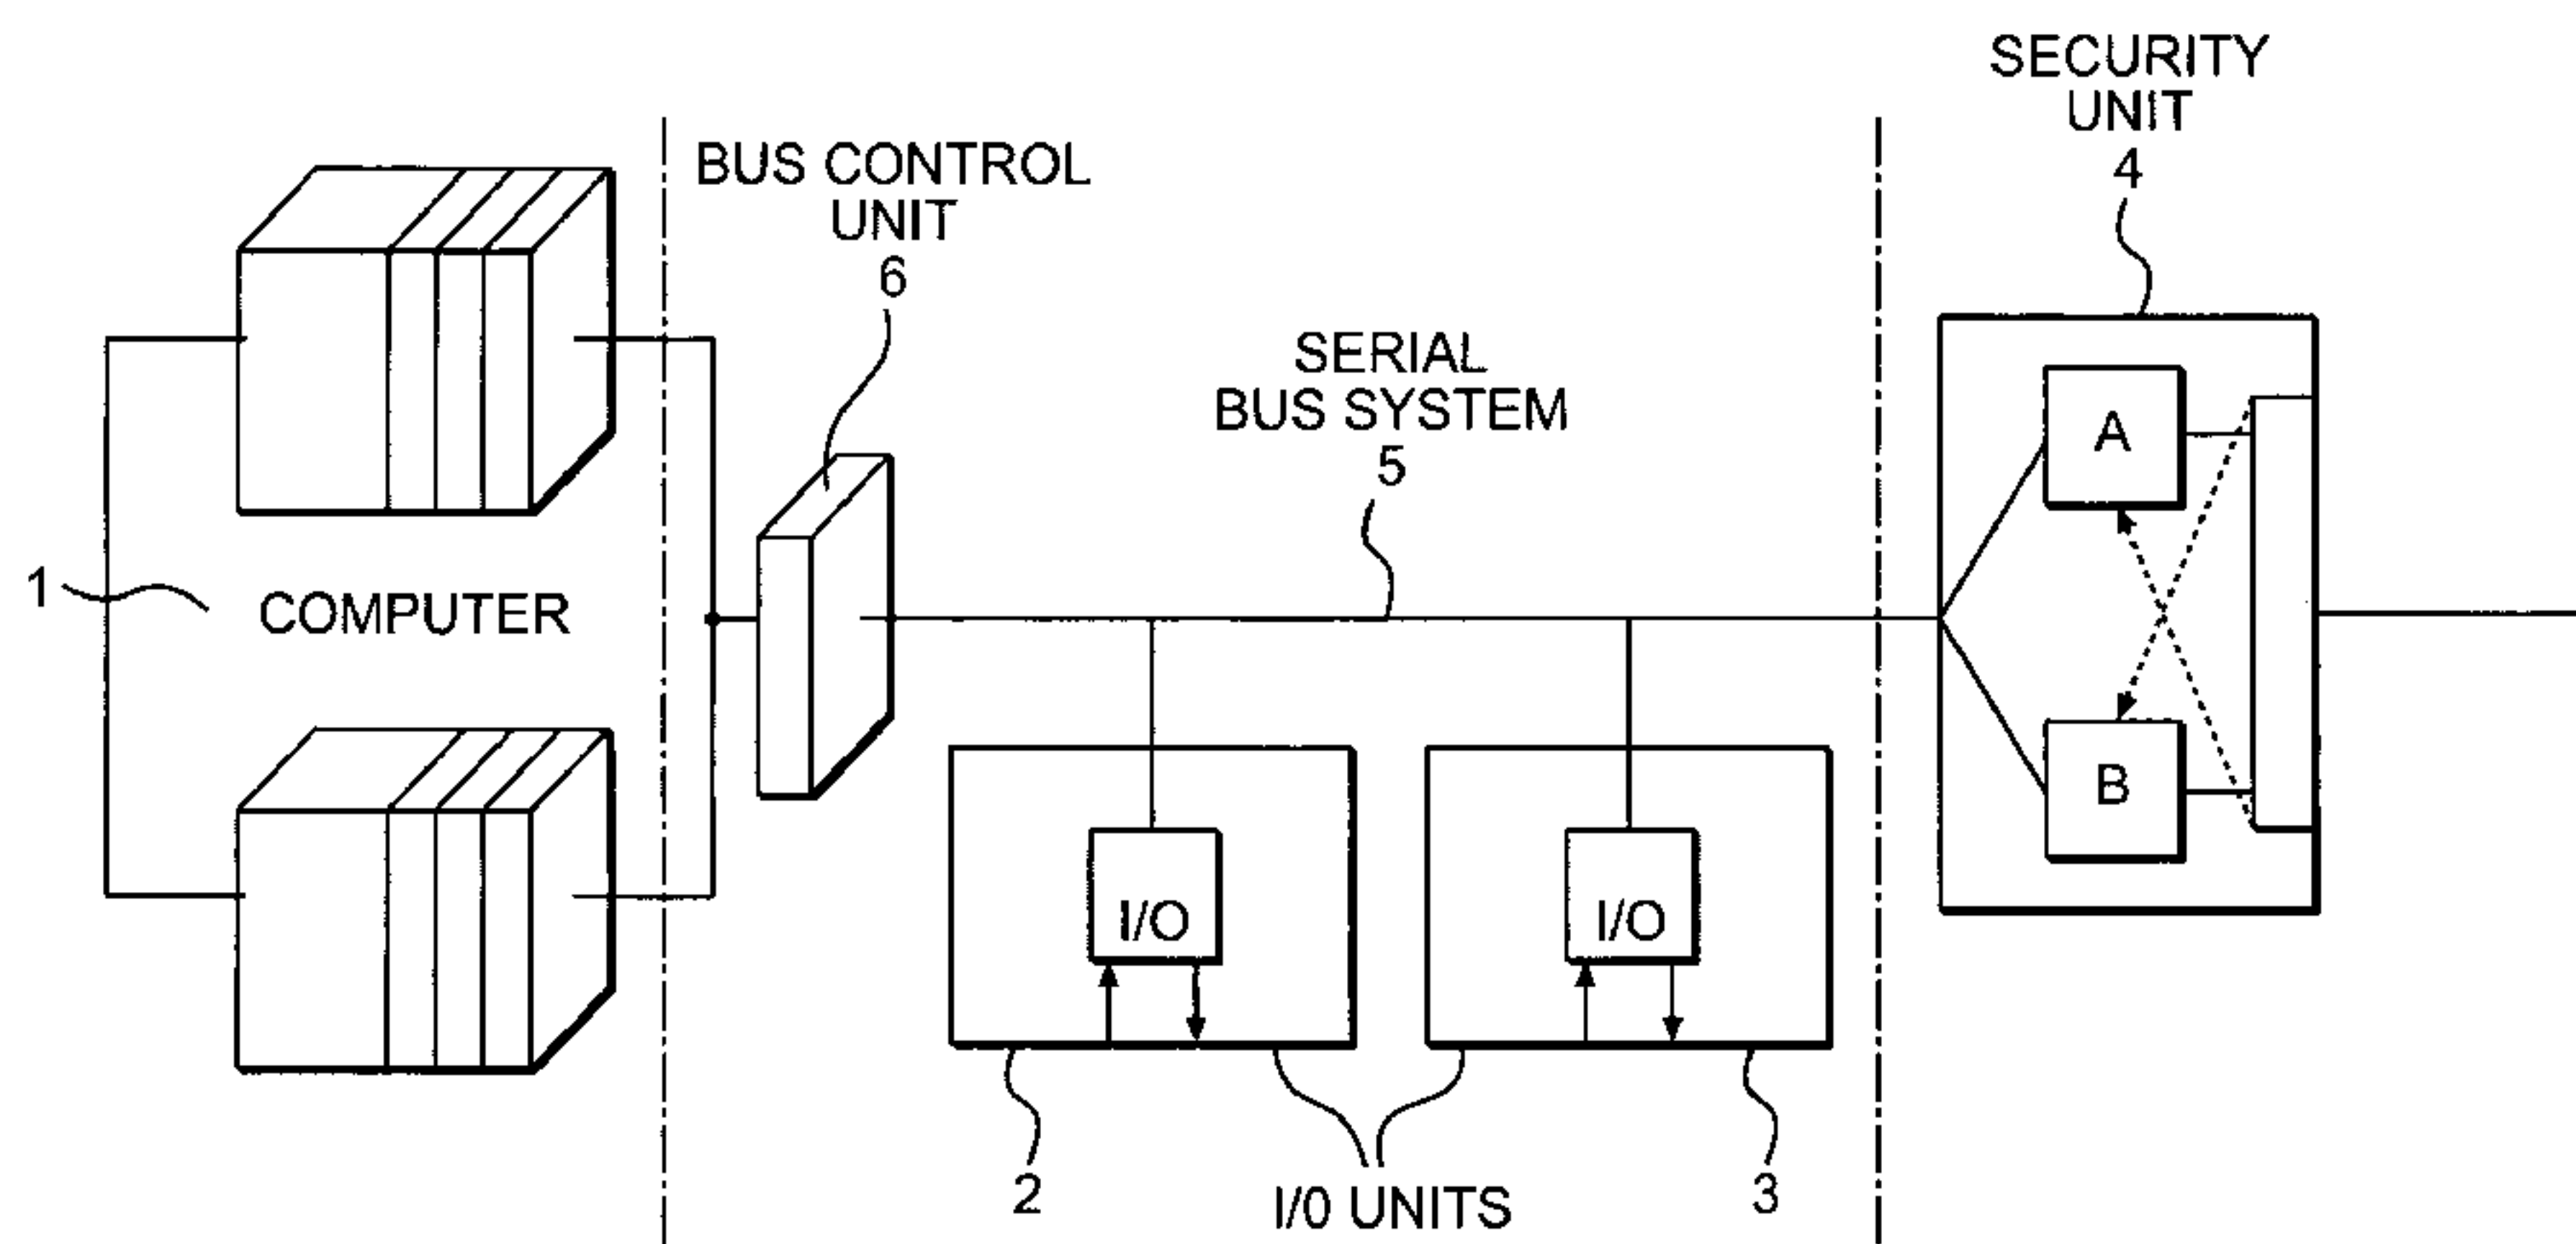 SECURITY
UNIT
4
BUS CONTROL
UNIT
6
SERIAL
BUS SYSTEM
5
A
1
COMPUTER
B
I/O
I/O
2
I/0 UNITS
3